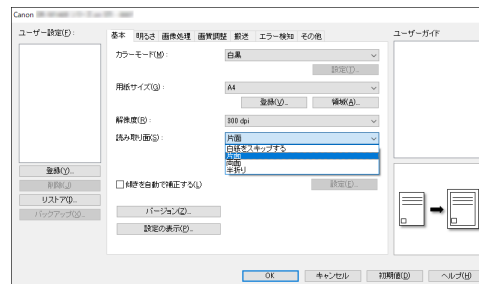 Canon
ユーザー設定(F):
ユーザーガイド
基本 明るさ 画像処理 画質調整 搬送 エラー検知 その他
カラーモード(M): 白黒
設定(T)...
用紙サイズ(G): A4
登録(V)... 領域(A)...
解像度(R): 300 dpi
読み取り面(S): 片面
白紙をスキップする
片面
両面
半折り
登録(Y)...
削除(J)
リストア(I)...
バックアップ(U)...
傾きを自動で補正する(L)
設定(E)...
バージョン(Z)...
設定の表示(P)...
OK キャンセル 初期値(D) ヘルプ(H)